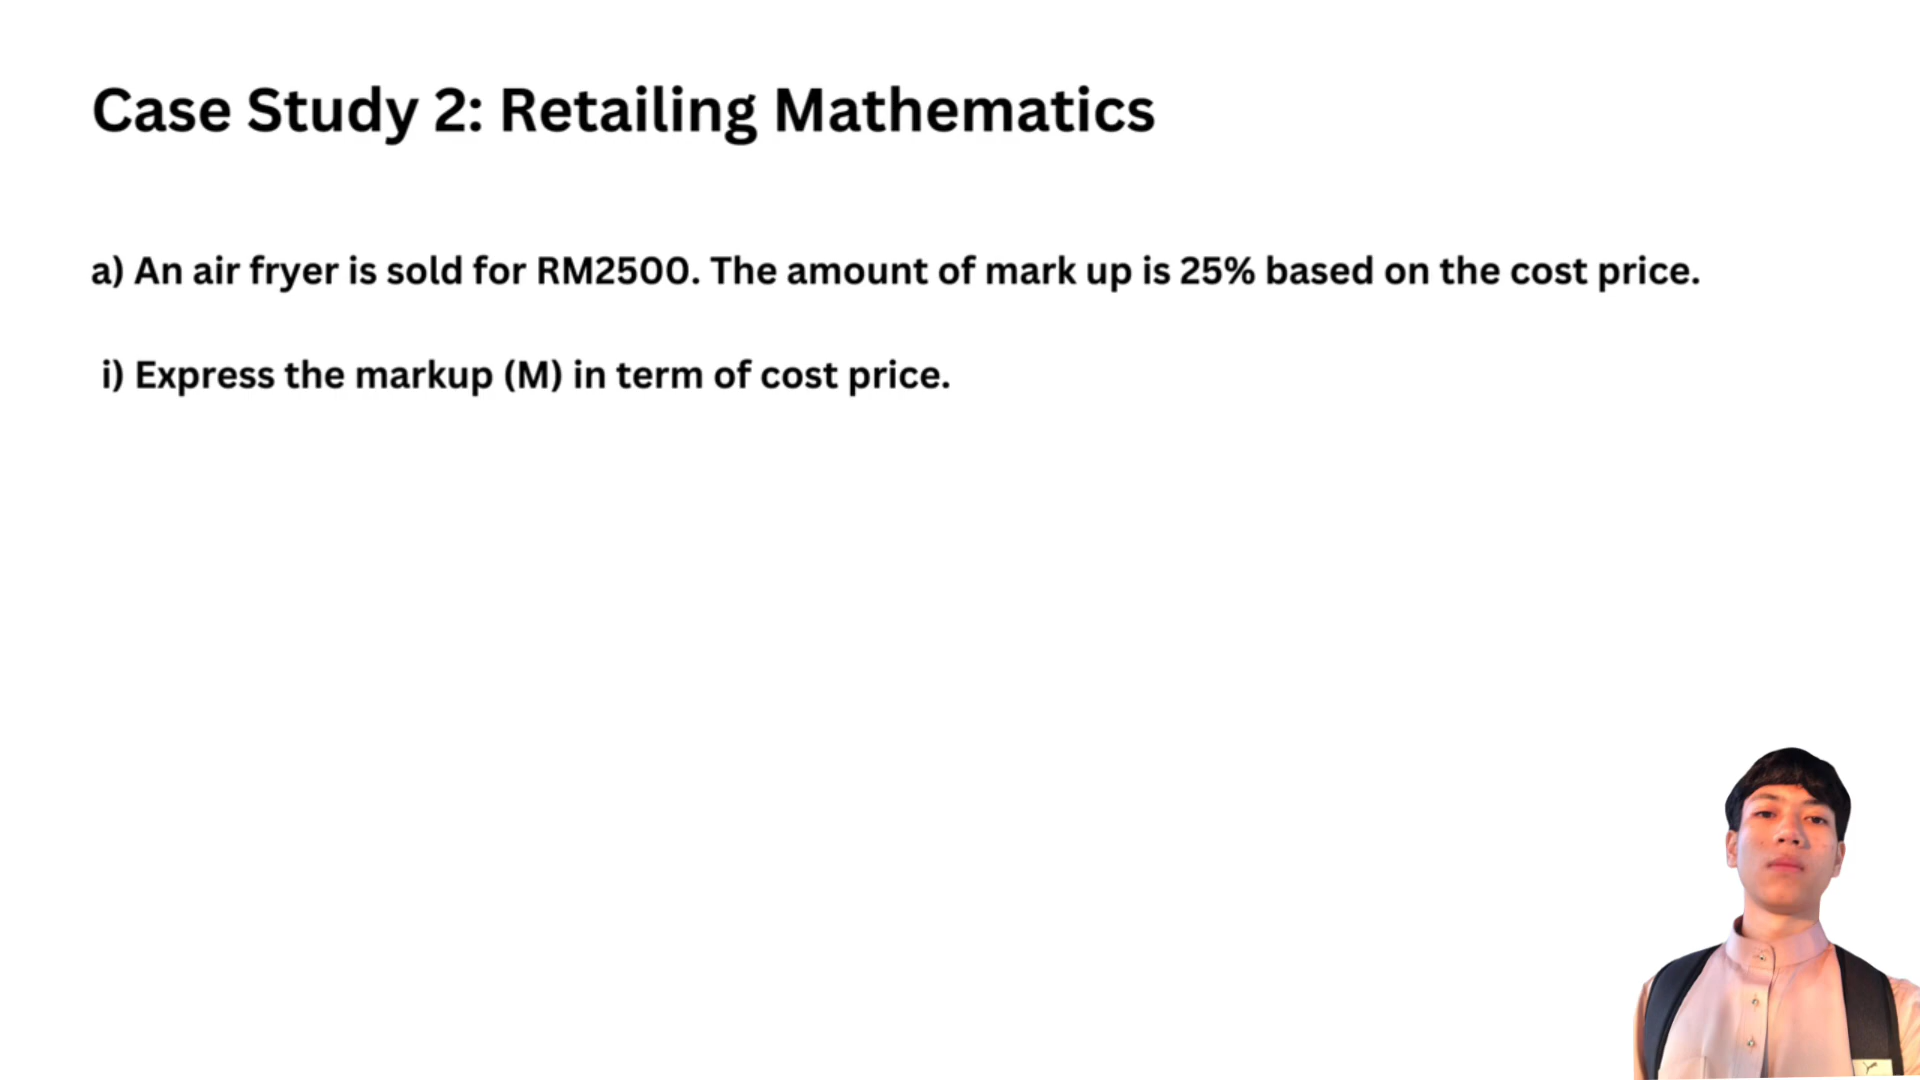 Case Study 2: Retailing Mathematics
a) An air fryer is sold for RM2500. The amount of mark up is 25% based on the cost price.
i) Express the markup (M) in term of cost price.